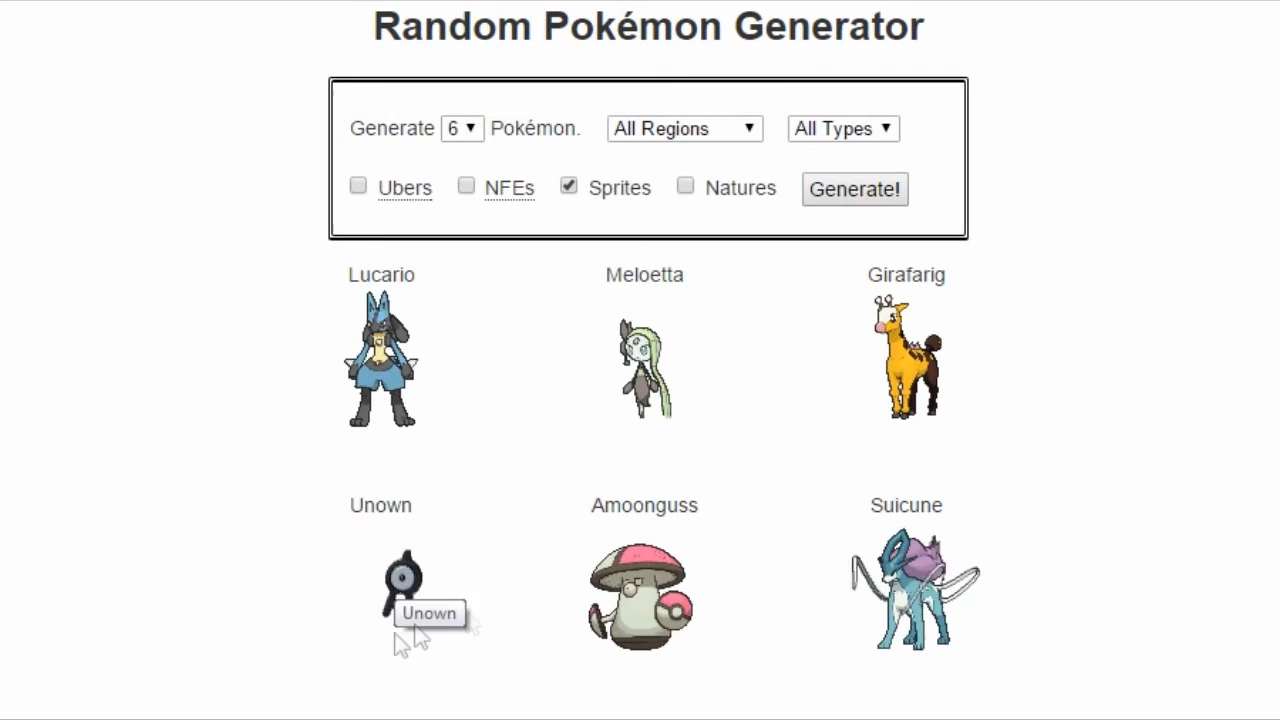 Random Pokémon Generator
Generate 6 Pokémon. All Regions All Types
Ubers NFEs Sprites Natures Generate!
Lucario Meloetta Girafarig
Unown Amoonguss Suicune
Unown